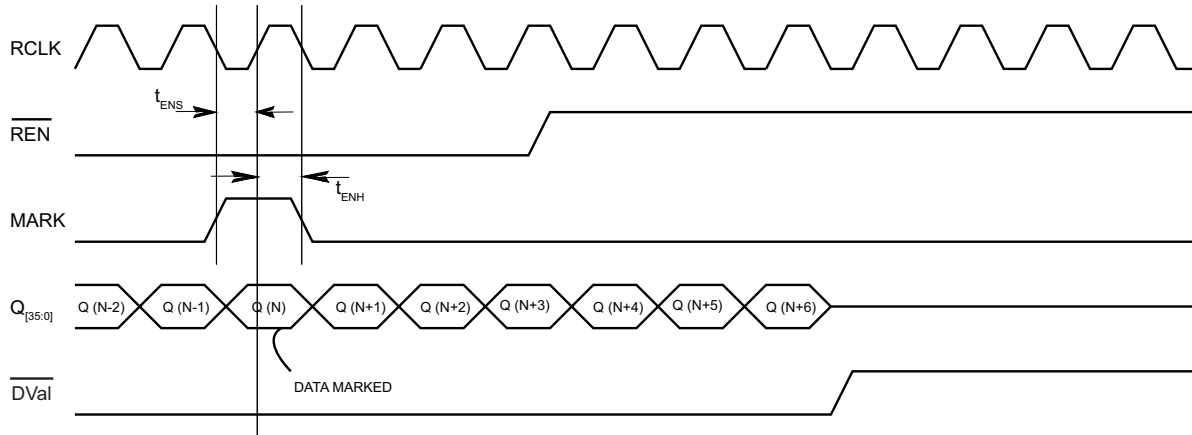 RCLK
tENS
REN
tENH
MARK
Q[35:0]
Q (N-2) Q (N-1) Q (N) Q (N+1) Q (N+2) Q (N+3) Q (N+4) Q (N+5) Q (N+6)
DATA MARKED
DVal